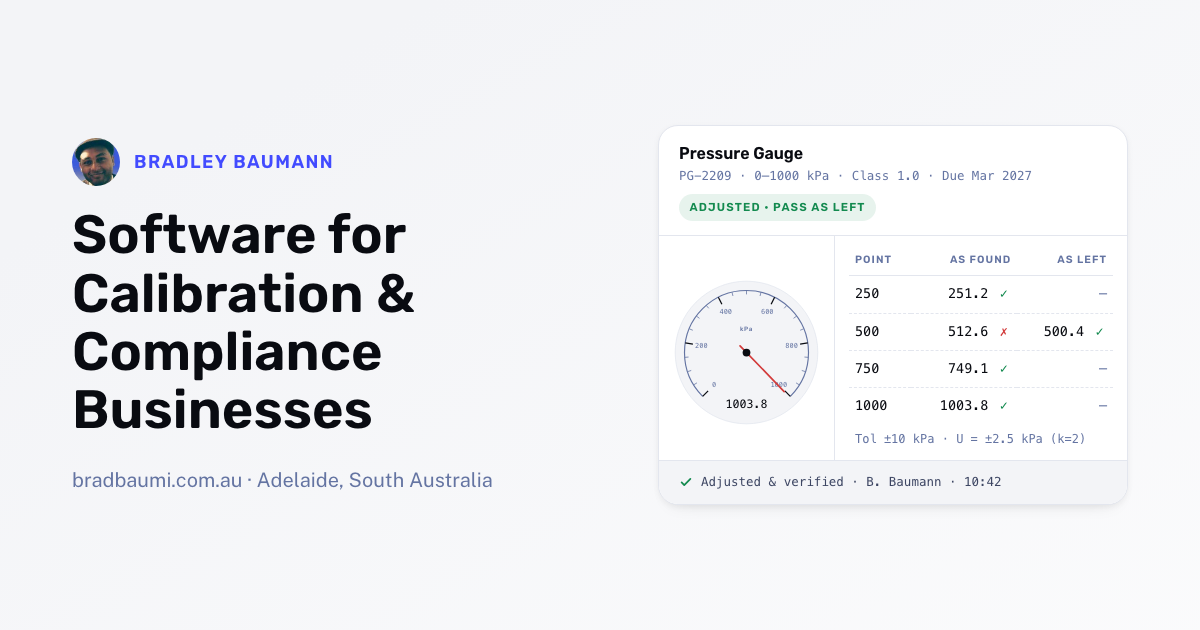 BRADLEY BAUMANN
Software for
Calibration &
Compliance
Businesses
bradbaumi.com.au · Adelaide, South Australia
Pressure Gauge
PG–2209 · 0–1000 kPa · Class 1.0 · Due Mar 2027
ADJUSTED · PASS AS LEFT
0
200
400
600
800
1000
kPa
1003.8
POINT AS FOUND AS LEFT
250 251.2 ✓ —
500 512.6 ✗ 500.4 ✓
750 749.1 ✓ —
1000 1003.8 ✓ —
Tol ±10 kPa · U = ±2.5 kPa (k=2)
✓ Adjusted & verified · B. Baumann · 10:42